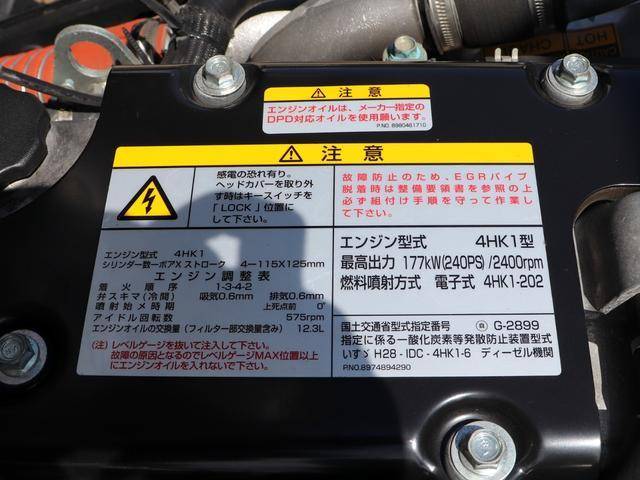 注意
エンジンオイルは、メーカー指定の
DPD対応オイルを使用願います。
P.NO. 8980461710
注意
感電の恐れ有り。
ヘッドカバーを取り外
す時はキースイッチを
「LOCK」位置に
して下さい。
故障防止のため、EGRパイプ
脱着時は整備要領書を参照の上
必ず組付け手順を守って作業し
て下さい。
エンジン型式 4HK1
シリンダ数ーボアXストローク 4ー115X125mm
エンジン調整表
着火順序 1-3-4-2
弁スキマ(冷間) 吸気0.6mm 排気0.6mm
噴射始メ時期 上死点前 0°
アイドル回転数 575rpm
エンジンオイルの交換量(フィルター部交換量含み) 12.3L
(注)レベルゲージを抜いて注入して下さい。
故障の原因となるのでレベルゲージMAX位置以上
にエンジンオイルを入れないで下さい。
エンジン型式 4HK1型
最高出力 177kW(240PS)/2400rpm
燃料噴射方式 電子式 4HK1-202
国土交通省型式指定番号 G-2899
指定に係る一酸化炭素等発散防止装置型式
いすゞ H28-IDC-4HK1-6 ディーゼル機関
P.NO.8974894290
HOT